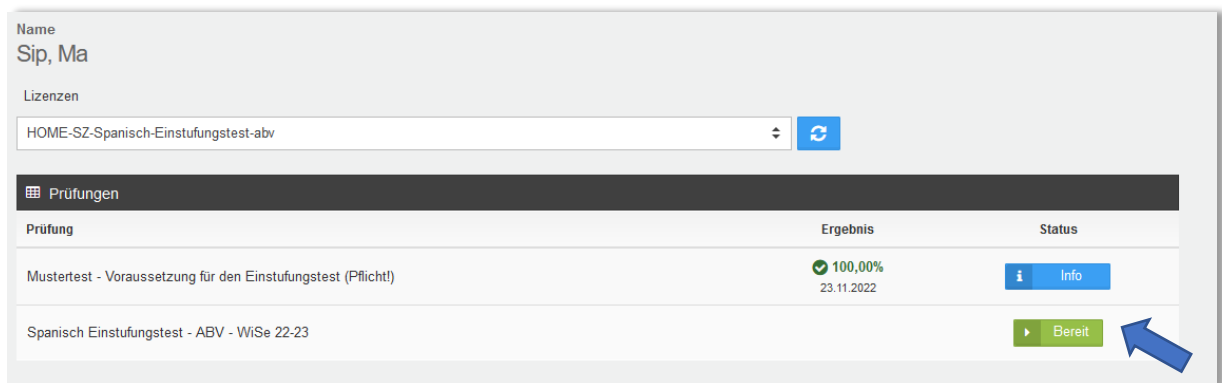 Name
Sip, Ma
Lizenzen
HOME-SZ-Spanisch-Einstufungstest-abv
Prüfungen
Prüfung Ergebnis Status
Mustertest - Voraussetzung für den Einstufungstest (Pflicht!) 100,00% Info
23.11.2022
Spanisch Einstufungstest - ABV - WiSe 22-23 Bereit